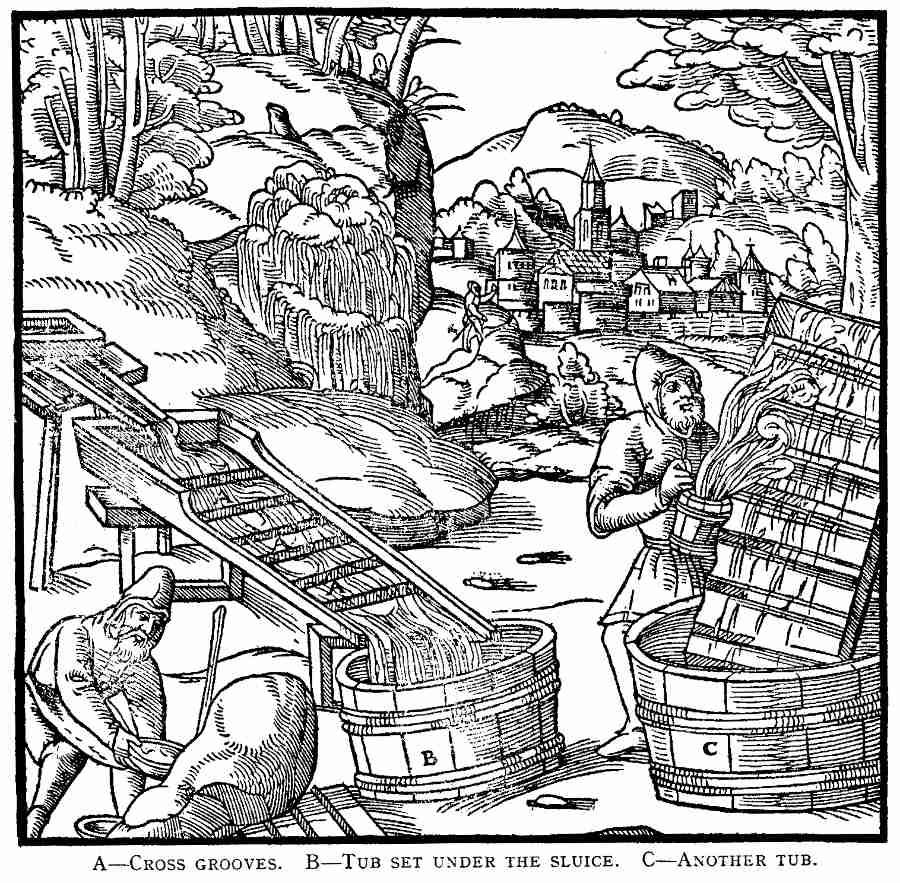 A
A
A
B
C
A—Cross grooves. B—Tub set under the sluice. C—Another tub.